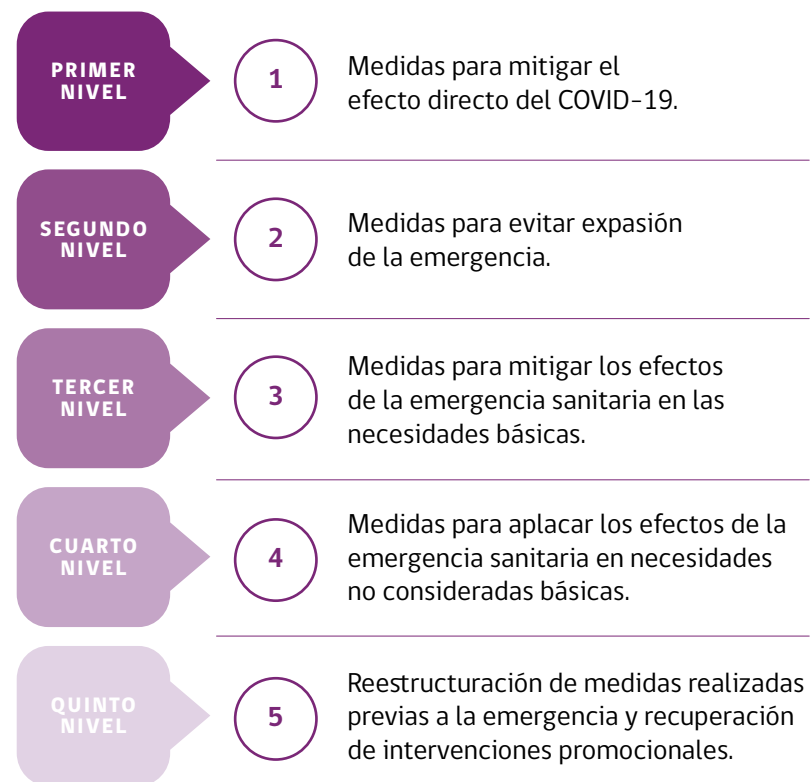 PRIMER
NIVEL
1
Medidas para mitigar el
efecto directo del COVID-19.
SEGUNDO
NIVEL
2
Medidas para evitar expasión
de la emergencia.
TERCER
NIVEL
3
Medidas para mitigar los efectos
de la emergencia sanitaria en las
necesidades básicas.
CUARTO
NIVEL
4
Medidas para aplacar los efectos de la
emergencia sanitaria en necesidades
no consideradas básicas.
QUINTO
NIVEL
5
Reestructuración de medidas realizadas
previas a la emergencia y recuperación
de intervenciones promocionales.